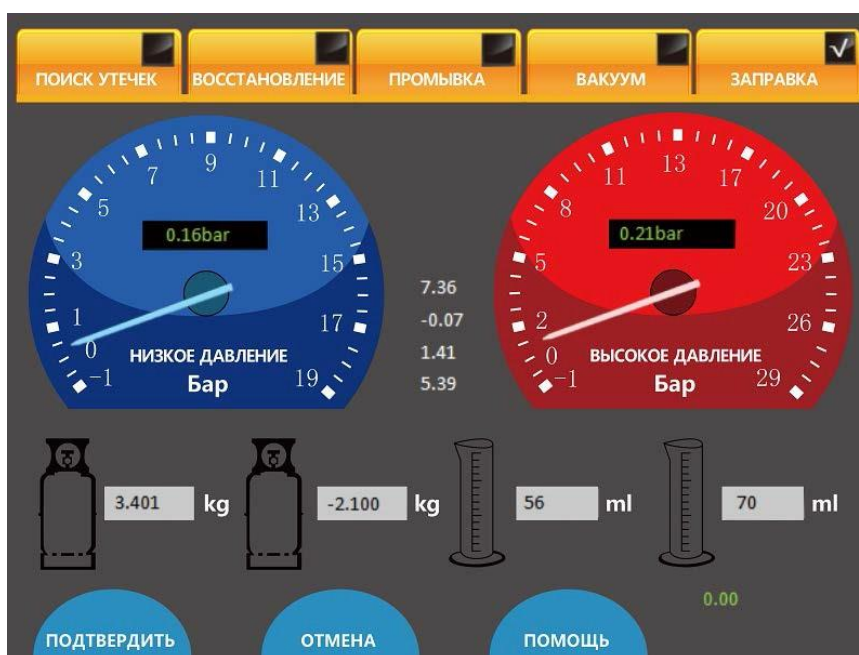 ПОИСК УТЕЧЕК
ВОССТАНОВЛЕНИЕ
ПРОМЫВКА
ВАКУУМ
ЗАПРАВКА
9
7
11
5
13
0.16bar
3
15
1
17
0
НИЗКОЕ ДАВЛЕНИЕ
-1
Бар
19
7.36
-0.07
1.41
5.39
13
11
17
8
20
0.21bar
5
23
2
26
0
ВЫСОКОЕ ДАВЛЕНИЕ
-1
Бар
29
3.401 kg
-2.100 kg
56 ml
70 ml
0.00
ПОДТВЕРДИТЬ
ОТМЕНА
ПОМОЩЬ